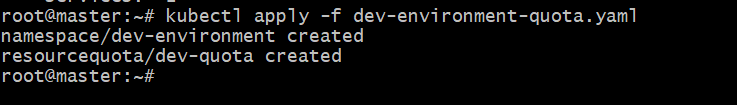 root@master:~# kubectl apply -f dev-environment-quota.yaml
namespace/dev-environment created
resourcequota/dev-quota created
root@master:~#